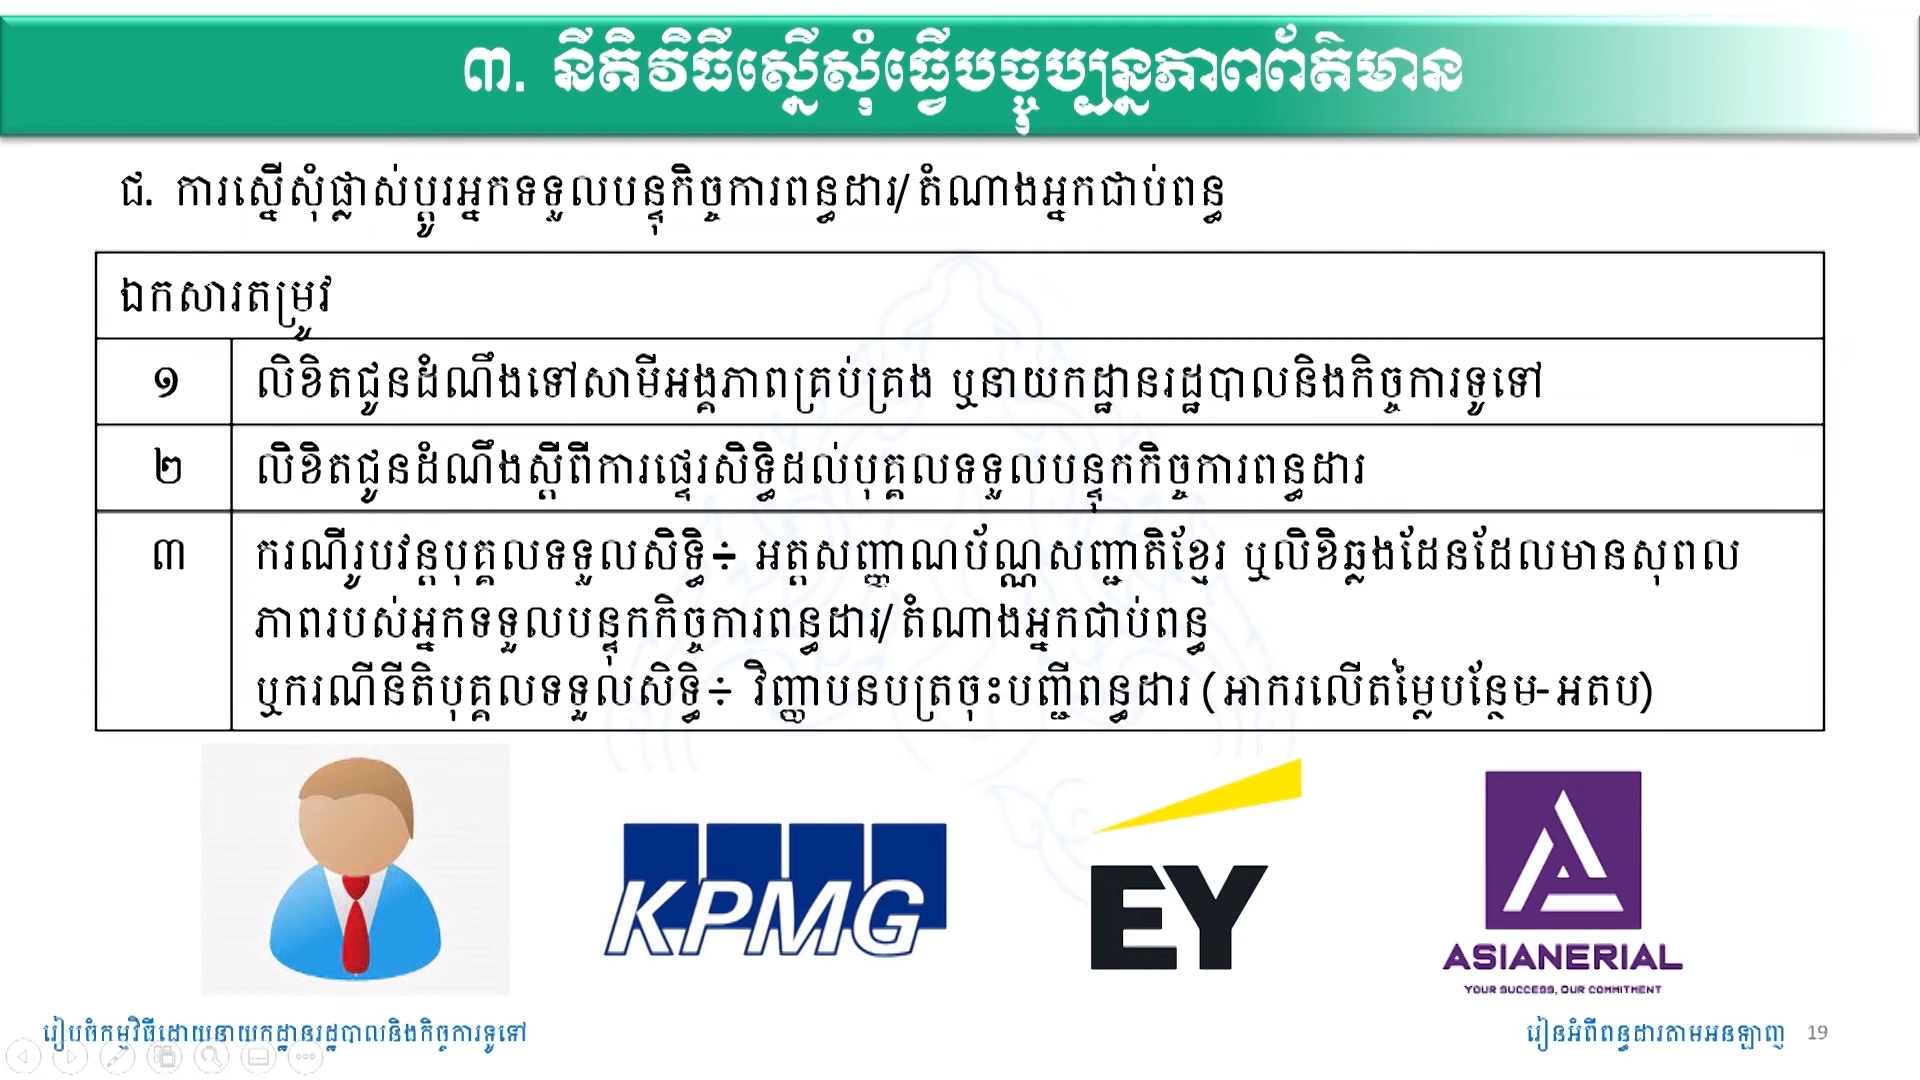 ៣. នីតិវិធីស្នើសុំធ្វើបច្ចុប្បន្នភាពព័ត៌មាន
ជ. ការស្នើសុំផ្លាស់ប្តូរអ្នកទទួលបន្ទុកិច្ចការពន្ធដារ/តំណាងអ្នកជាប់ពន្ធ
ឯកសារតម្រូវ
១ លិខិតជូនដំណឹងទៅសាមីអង្គភាពគ្រប់គ្រង ឬនាយកដ្ឋានរដ្ឋបាលនិងកិច្ចការទូទៅ
២ លិខិតជូនដំណឹងស្តីពីការផ្ទេរសិទ្ធិដល់បុគ្គលទទួលបន្ទុកកិច្ចការពន្ធដារ
៣ ករណីរូបវន្តបុគ្គលទទួលសិទ្ធិ÷ អត្តសញ្ញាណប័ណ្ណសញ្ជាតិខ្មែរ ឬលិខិឆ្លងដែនដែលមានសុពល
ភាពរបស់អ្នកទទួលបន្ទុកកិច្ចការពន្ធដារ/តំណាងអ្នកជាប់ពន្ធ
ឬករណីនីតិបុគ្គលទទួលសិទ្ធិ÷ វិញ្ញាបនបត្រចុះបញ្ជីពន្ធដារ (អាករលើតម្លៃបន្ថែម-អតប)
KPMG
EY
ASIANERIAL
YOUR SUCCESS, OUR COMMITMENT
រៀបចំកម្មវិធីដោយនាយកដ្ឋានរដ្ឋបាលនិងកិច្ចការទូទៅ
រៀនអំពីពន្ធដារតាមអនឡាញ 19